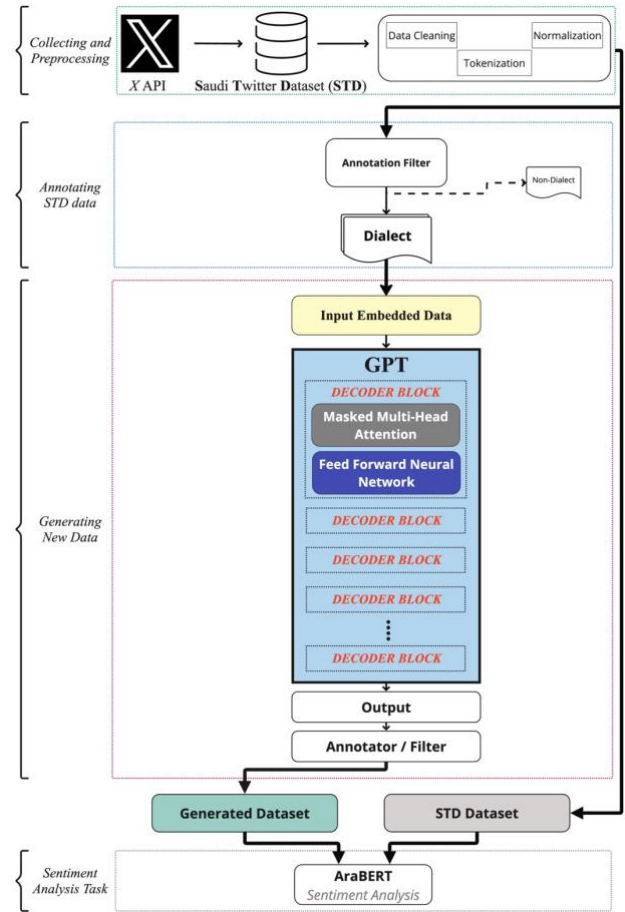 Collecting and
Preprocessing
X API
Saudi Twitter Dataset (STD)
Data Cleaning
Normalization
Tokenization
Annotating
STD data
Annotation Filter
Non-Dialect
Dialect
Generating
New Data
Input Embedded Data
GPT
DECODER BLOCK
Masked Multi-Head
Attention
Feed Forward Neural
Network
DECODER BLOCK
DECODER BLOCK
DECODER BLOCK
DECODER BLOCK
Output
Annotator / Filter
Generated Dataset
STD Dataset
Sentiment
Analysis Task
AraBERT
Sentiment Analysis